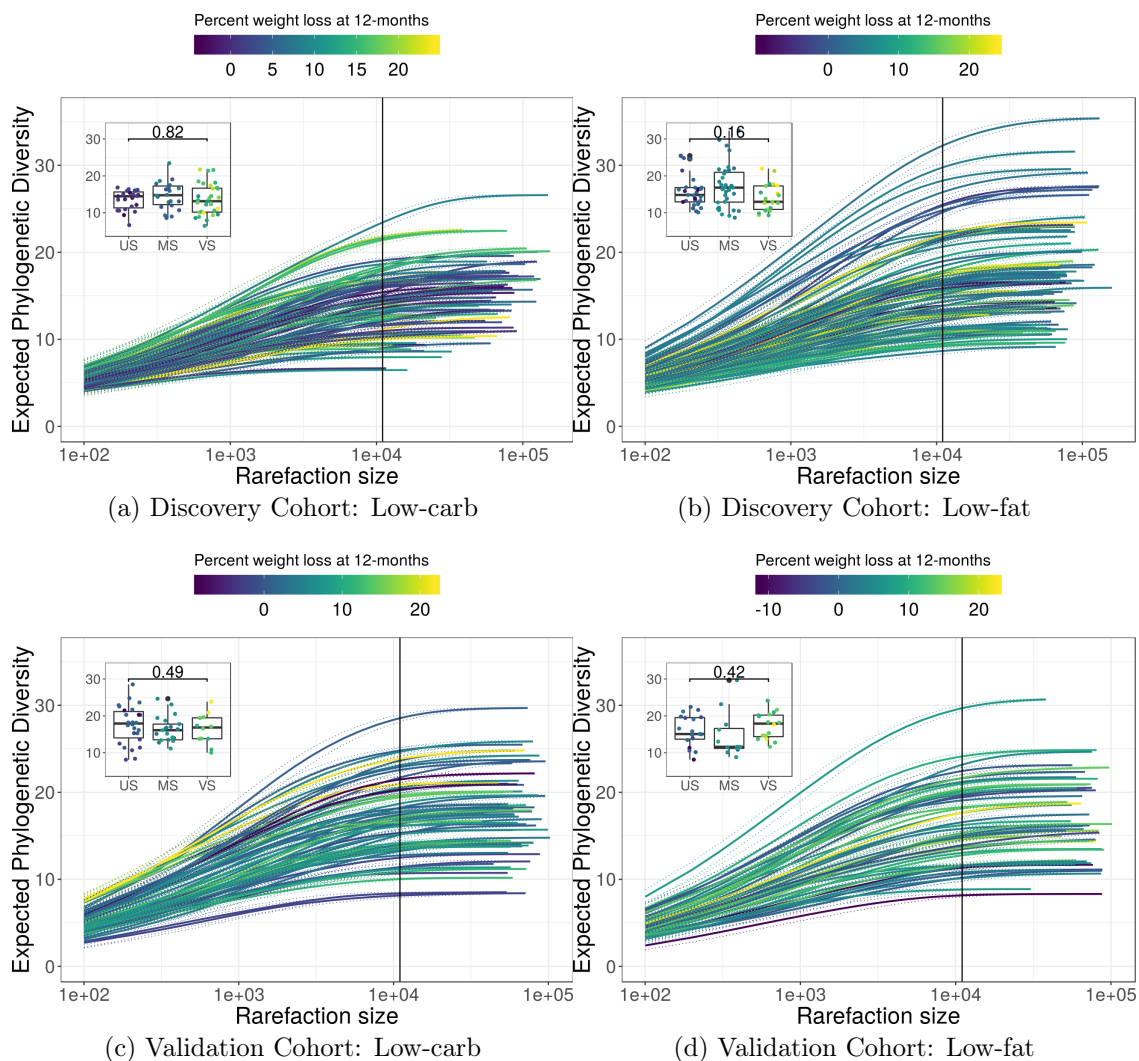 Percent weight loss at 12-months
0 5 10 15 20
Percent weight loss at 12-months
0 10 20
Expected Phylogenetic Diversity
30
20
10
0
0.82
30
20
10
US MS VS
1e+02 1e+03 1e+04 1e+05
Rarefaction size
(a) Discovery Cohort: Low-carb
Expected Phylogenetic Diversity
30
20
10
0
0.16
30
20
10
US MS VS
1e+02 1e+03 1e+04 1e+05
Rarefaction size
(b) Discovery Cohort: Low-fat
Percent weight loss at 12-months
0 10 20
Percent weight loss at 12-months
-10 0 10 20
Expected Phylogenetic Diversity
30
20
10
0
0.49
30
20
10
US MS VS
1e+02 1e+03 1e+04 1e+05
Rarefaction size
(c) Validation Cohort: Low-carb
Expected Phylogenetic Diversity
30
20
10
0
0.42
30
20
10
US MS VS
1e+02 1e+03 1e+04 1e+05
Rarefaction size
(d) Validation Cohort: Low-fat